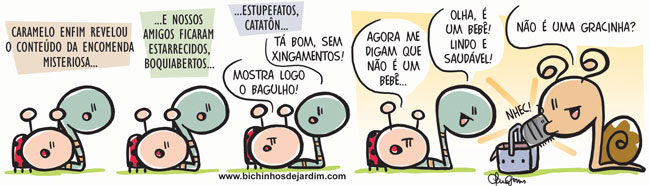 CARAMELO ENFIM REVELOU
O CONTEÚDO DA ENCOMENDA
MISTERIOSA...
...E NOSSOS
AMIGOS FICARAM
ESTARRECIDOS,
BOQUIABERTOS...
...ESTUPEFATOS,
CATATÔN...
TÁ BOM, SEM
XINGAMENTOS!
MOSTRA LOGO
O BAGULHO!
AGORA ME
DIGAM QUE
NÃO É UM
BEBÊ...
OLHA, É
UM BEBÊ!
LINDO E
SAUDÁVEL!
NHEC!
NÃO É UMA GRACINHA?
www.bichinhosdejardim.com